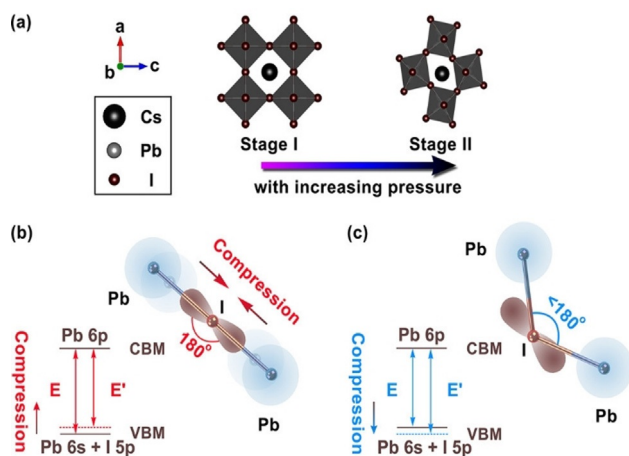 (a)
a
b
c
Cs
Pb
I
Stage I
Stage II
with increasing pressure
(b)
Pb
Compression
I
180°
Pb
Compression
Pb 6p
CBM
E
E'
VBM
Pb 6s + I 5p
(c)
Pb
<180°
I
Pb
Compression
Pb 6p
CBM
E
E'
VBM
Pb 6s + I 5p